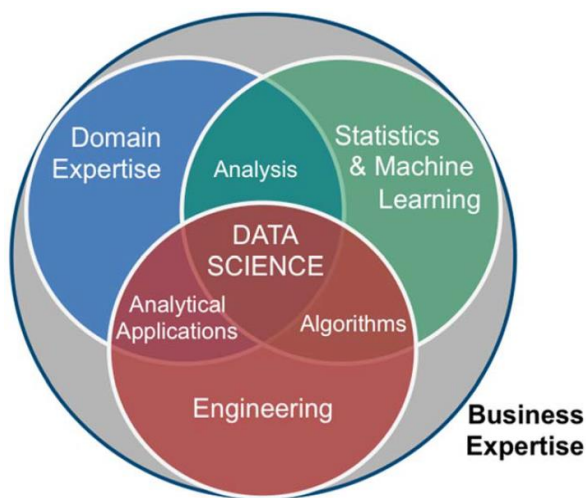 Domain
Expertise
Statistics
& Machine
Learning
Analysis
DATA
SCIENCE
Analytical
Applications
Algorithms
Engineering
Business
Expertise